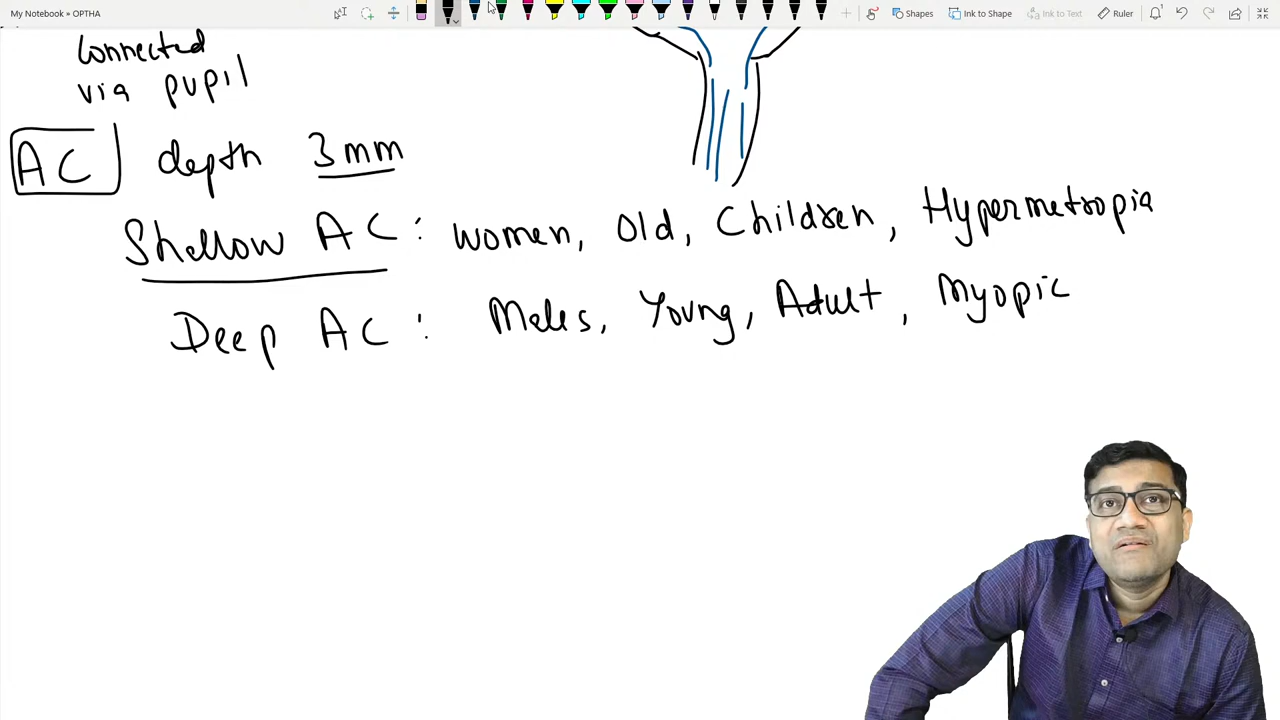 My Notebook » OPTHA
Shapes Ink to Shape Ink to Text Ruler
Connected
via pupil
AC depth 3mm
Shallow AC : Women, Old, Children, Hypermetropia
Deep AC : Males, Young, Adult, Myopic